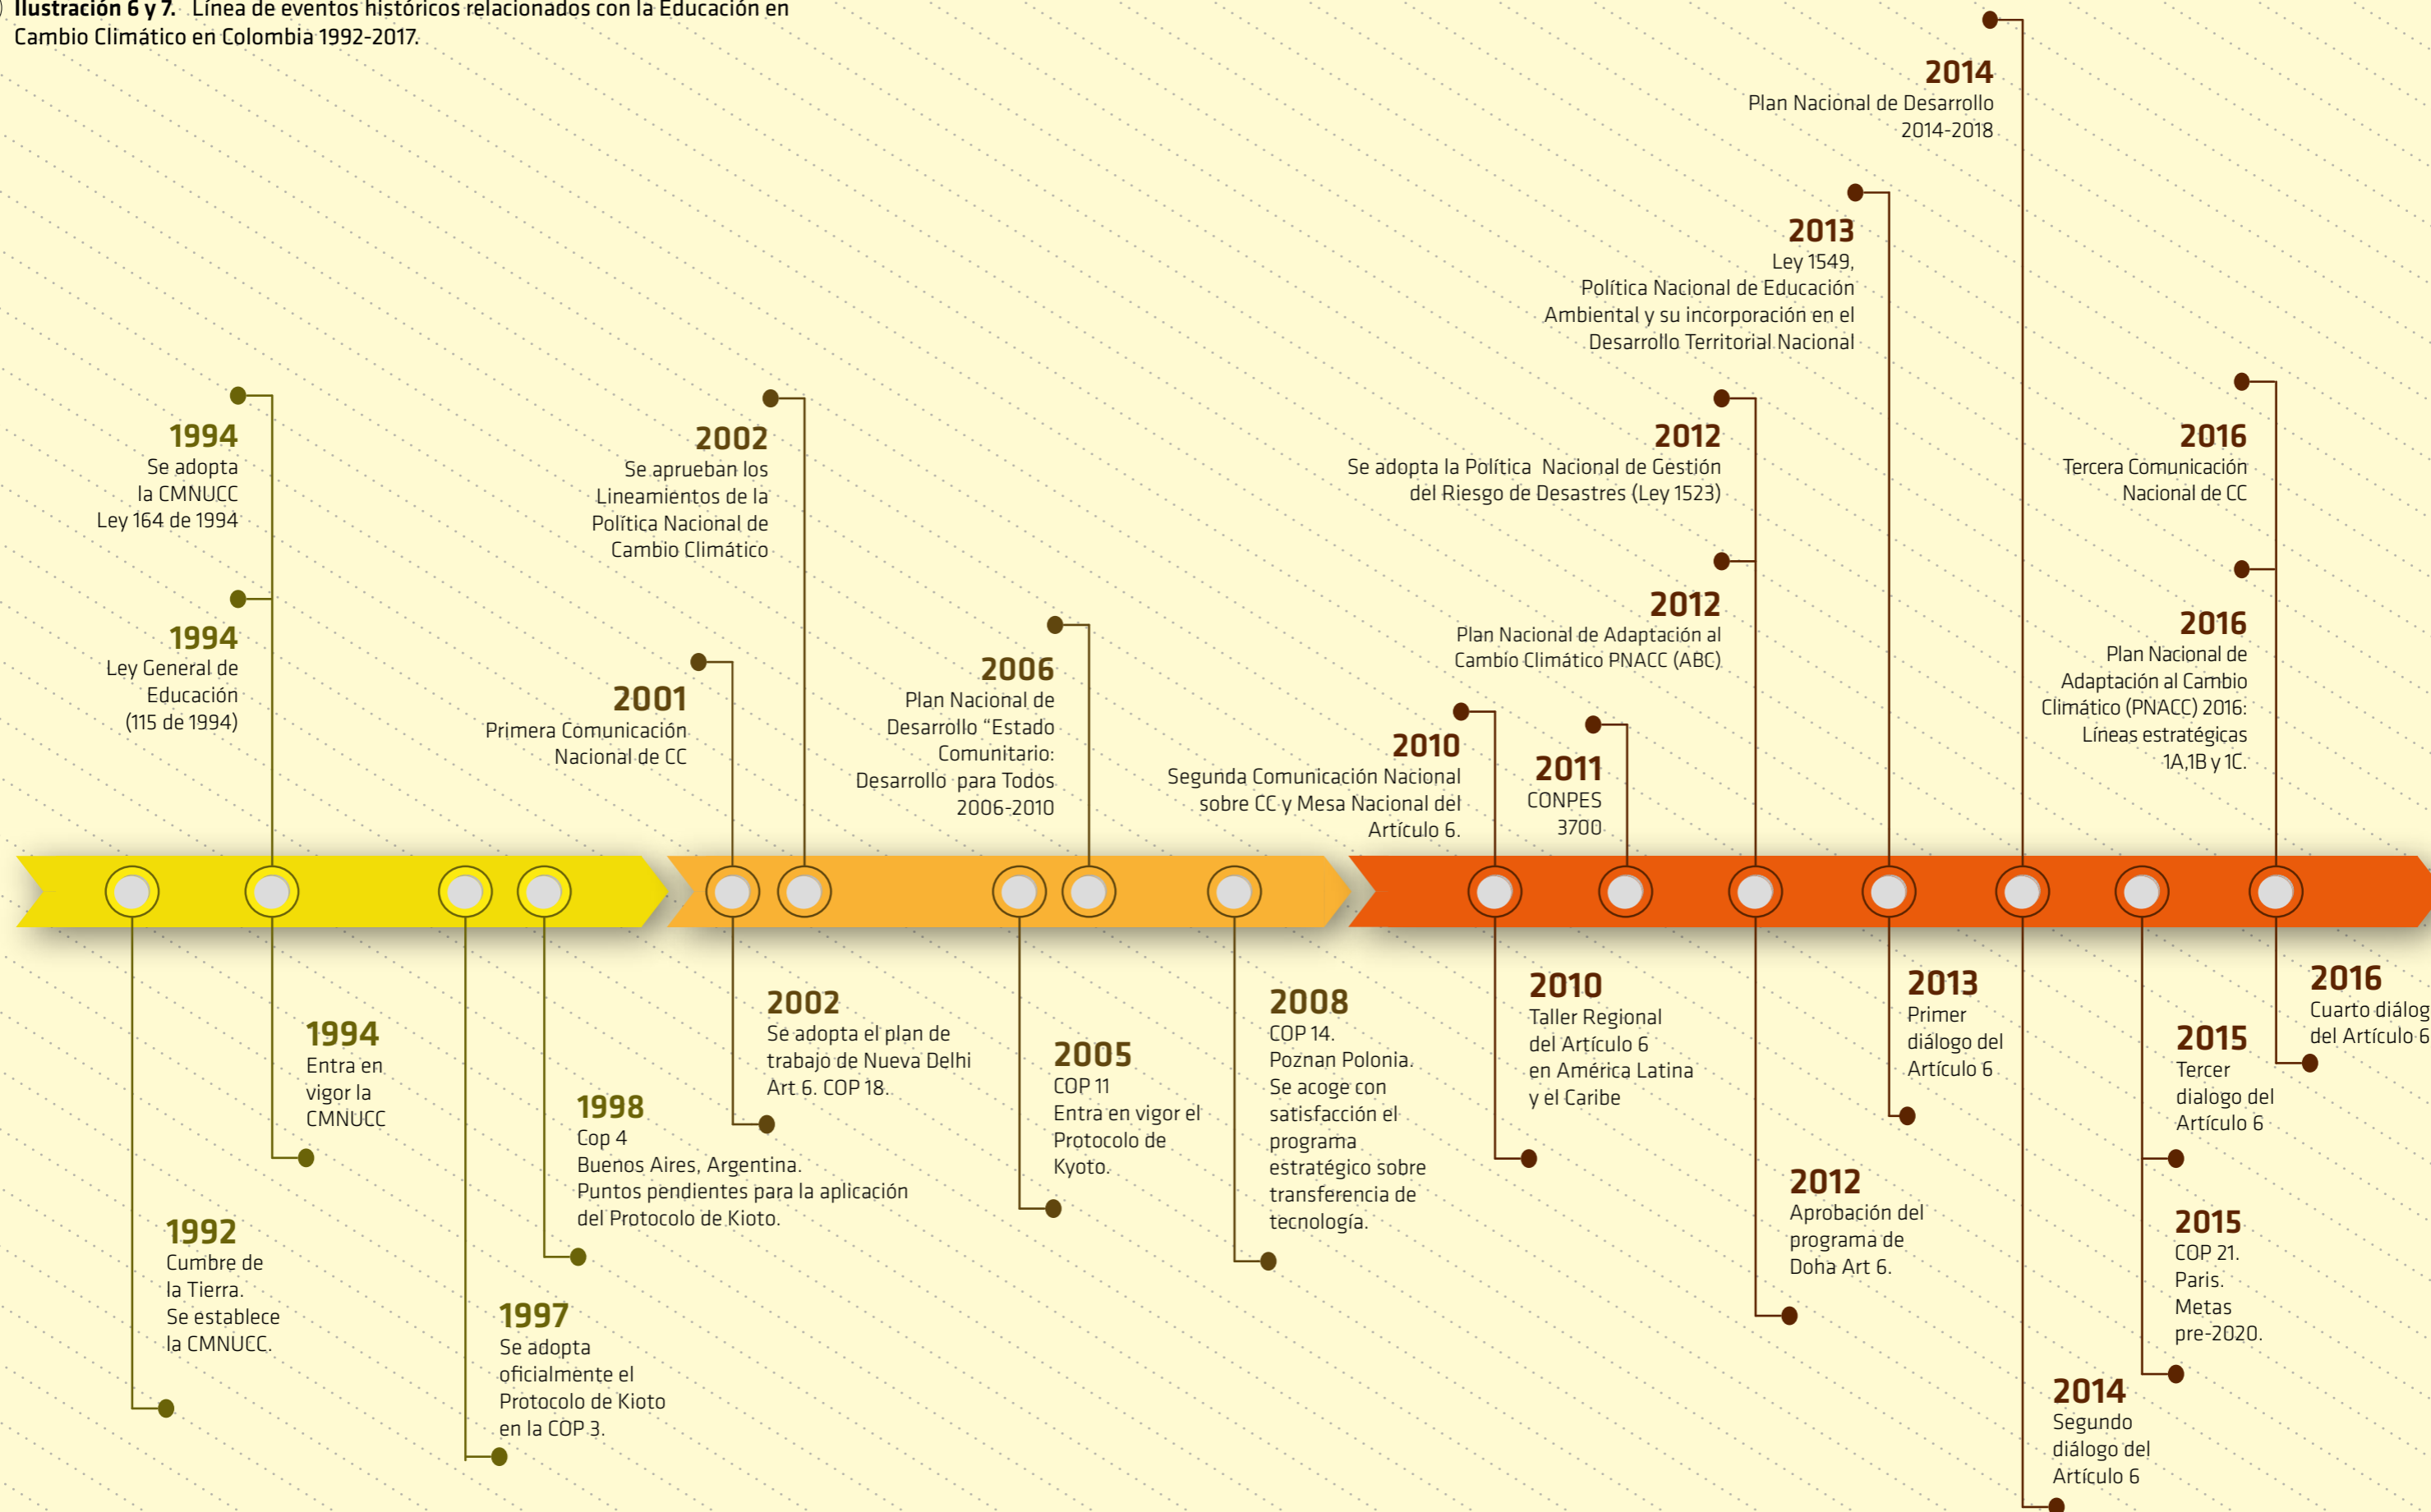 Ilustración 6 y 7. Línea de eventos históricos relacionados con la Educación en
Cambio Climático en Colombia 1992-2017.
1994
Se adopta
la CMNUCC
Ley 164 de 1994
1994
Ley General de
Educación
(115 de 1994)
2001
Primera Comunicación
Nacional de CC
2002
Se aprueban los
Lineamientos de la
Política Nacional de
Cambio Climático
2006
Plan Nacional de
Desarrollo “Estado
Comunitario:
Desarrollo para Todos
2006-2010
2010
Segunda Comunicación Nacional
sobre CC y Mesa Nacional del
Artículo 6.
2011
CONPES
3700
2012
Se adopta la Política Nacional de Gestión
del Riesgo de Desastres (Ley 1523)
2012
Plan Nacional de Adaptación al
Cambio Climático PNACC (ABC)
2013
Ley 1549,
Política Nacional de Educación
Ambiental y su incorporación en el
Desarrollo Territorial Nacional
2014
Plan Nacional de Desarrollo
2014-2018
2016
Tercera Comunicación
Nacional de CC
2016
Plan Nacional de
Adaptación al Cambio
Climático (PNACC) 2016:
Líneas estratégicas
1A,1B y 1C.
1992
Cumbre de
la Tierra.
Se establece
la CMNUCC.
1994
Entra en
vigor la
CMNUCC
1997
Se adopta
oficialmente el
Protocolo de Kioto
en la COP 3.
1998
Cop 4
Buenos Aires, Argentina.
Puntos pendientes para la aplicación
del Protocolo de Kioto.
2002
Se adopta el plan de
trabajo de Nueva Delhi
Art 6. COP 18.
2005
COP 11
Entra en vigor el
Protocolo de
Kyoto.
2008
COP 14.
Poznan Polonia.
Se acoge con
satisfacción el
programa
estratégico sobre
transferencia de
tecnología.
2010
Taller Regional
del Artículo 6
en América Latina
y el Caribe
2012
Aprobación del
programa de
Doha Art 6.
2013
Primer
diálogo del
Artículo 6
2014
Segundo
diálogo del
Artículo 6
2015
Tercer
dialogo del
Artículo 6
2015
COP 21.
Paris.
Metas
pre-2020.
2016
Cuarto diálog
del Artículo 6